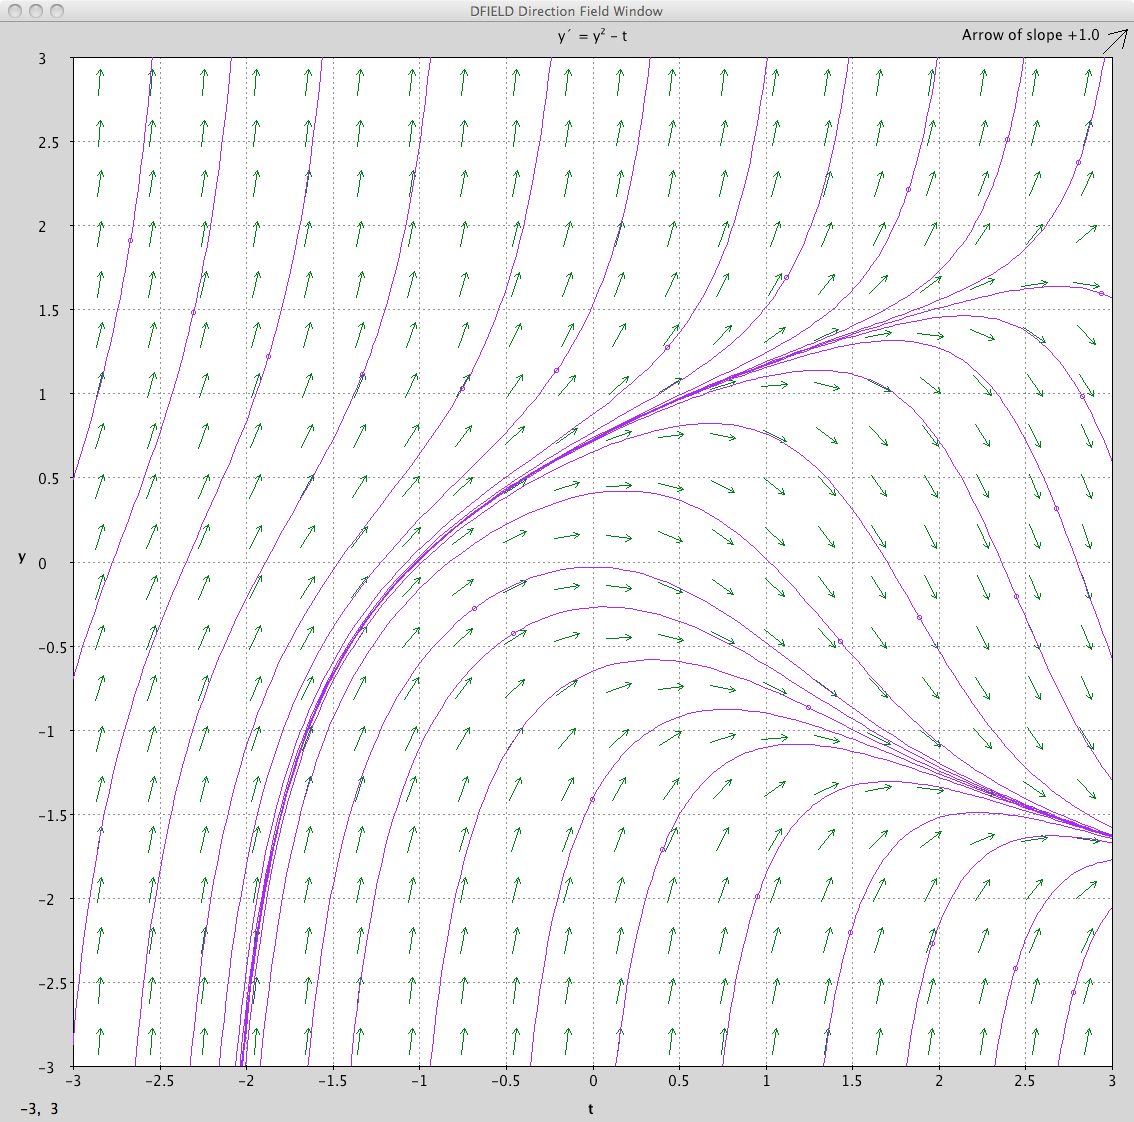 DFIELD Direction Field Window
y´ = y² − t
Arrow of slope +1.0
3
2.5
2
1.5
1
0.5
0
−0.5
−1
−1.5
−2
−2.5
−3
y
−3 −2.5 −2 −1.5 −1 −0.5 0 0.5 1 1.5 2 2.5 3
t
−3, 3